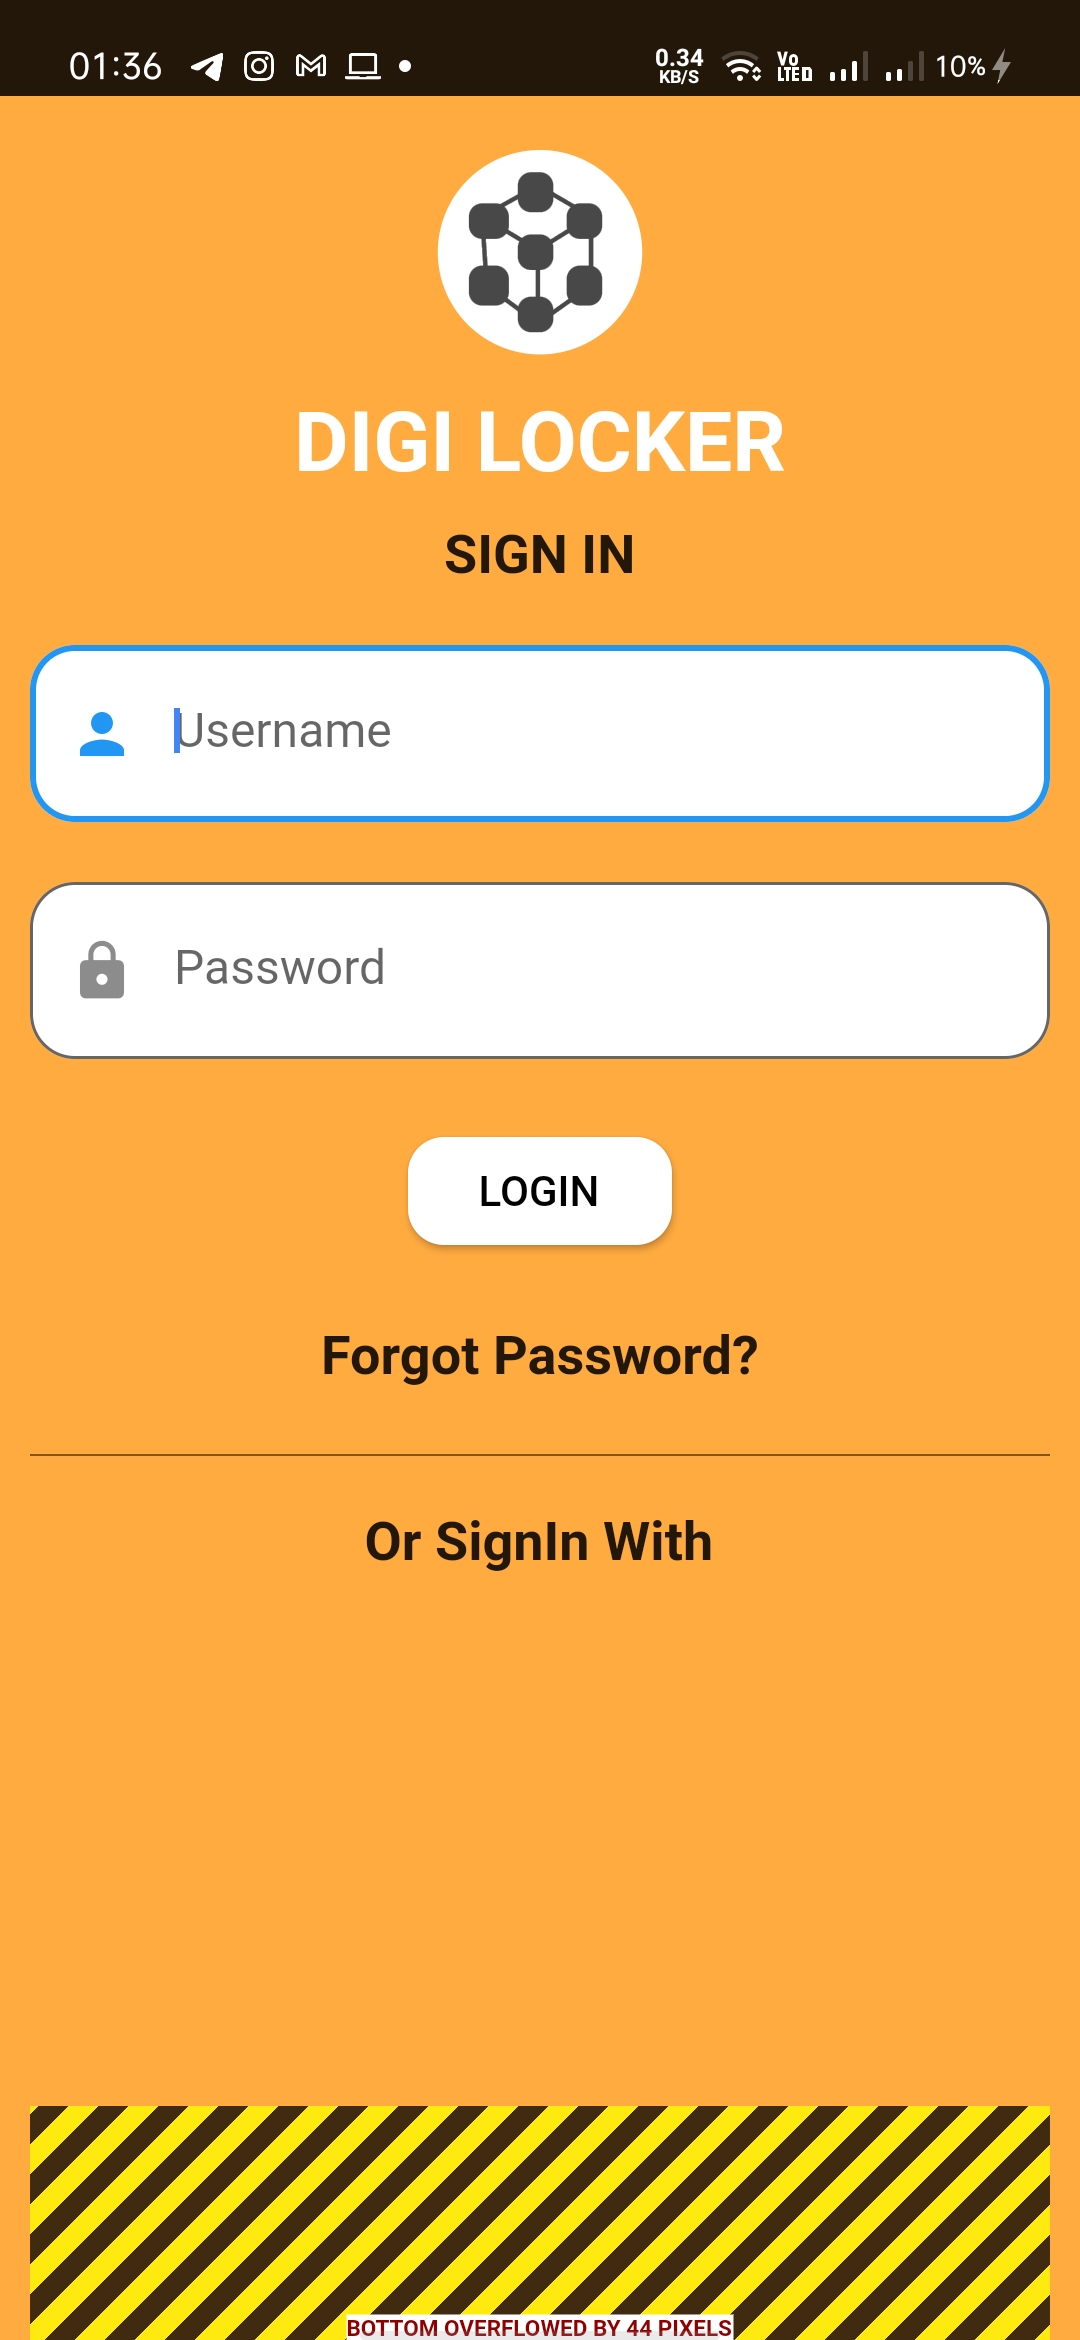 01:36 0.34 KB/S Vo LTE D 10%
DIGI LOCKER
SIGN IN
Username
Password
LOGIN
Forgot Password?
Or SignIn With
BOTTOM OVERFLOWED BY 44 PIXELS